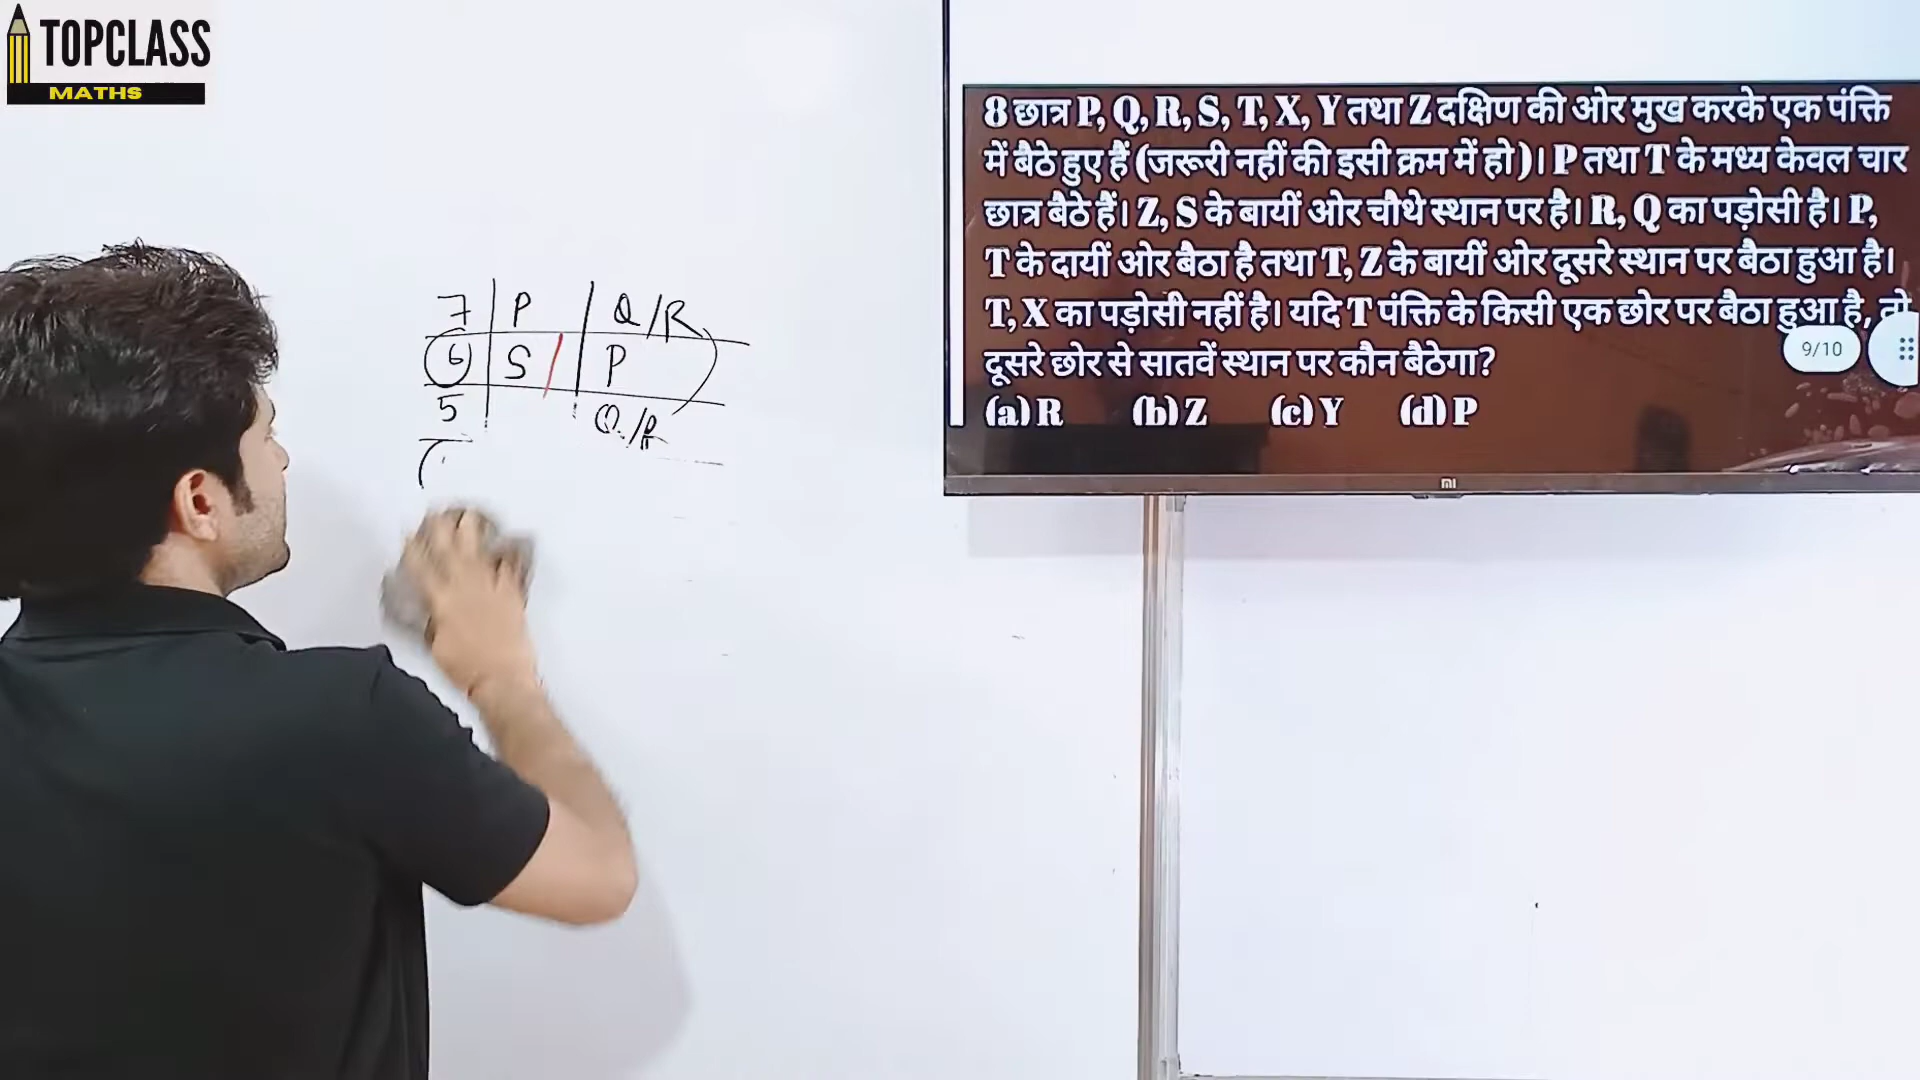 TOPCLASS
MATHS
7 P Q/R
6 S P
5 Q/R
8 छात्र P, Q, R, S, T, X, Y तथा Z दक्षिण की ओर मुख करके एक पंक्ति
में बैठे हुए हैं (जरूरी नहीं की इसी क्रम में हो)। P तथा T के मध्य केवल चार
छात्र बैठे हैं। Z, S के बायीं ओर चौथे स्थान पर है। R, Q का पड़ोसी है। P,
T के दायीं ओर बैठा है तथा T, Z के बायीं ओर दूसरे स्थान पर बैठा हुआ है।
T, X का पड़ोसी नहीं है। यदि T पंक्ति के किसी एक छोर पर बैठा हुआ है, तो
दूसरे छोर से सातवें स्थान पर कौन बैठेगा?
9/10
(a) R (b) Z (c) Y (d) P
mi